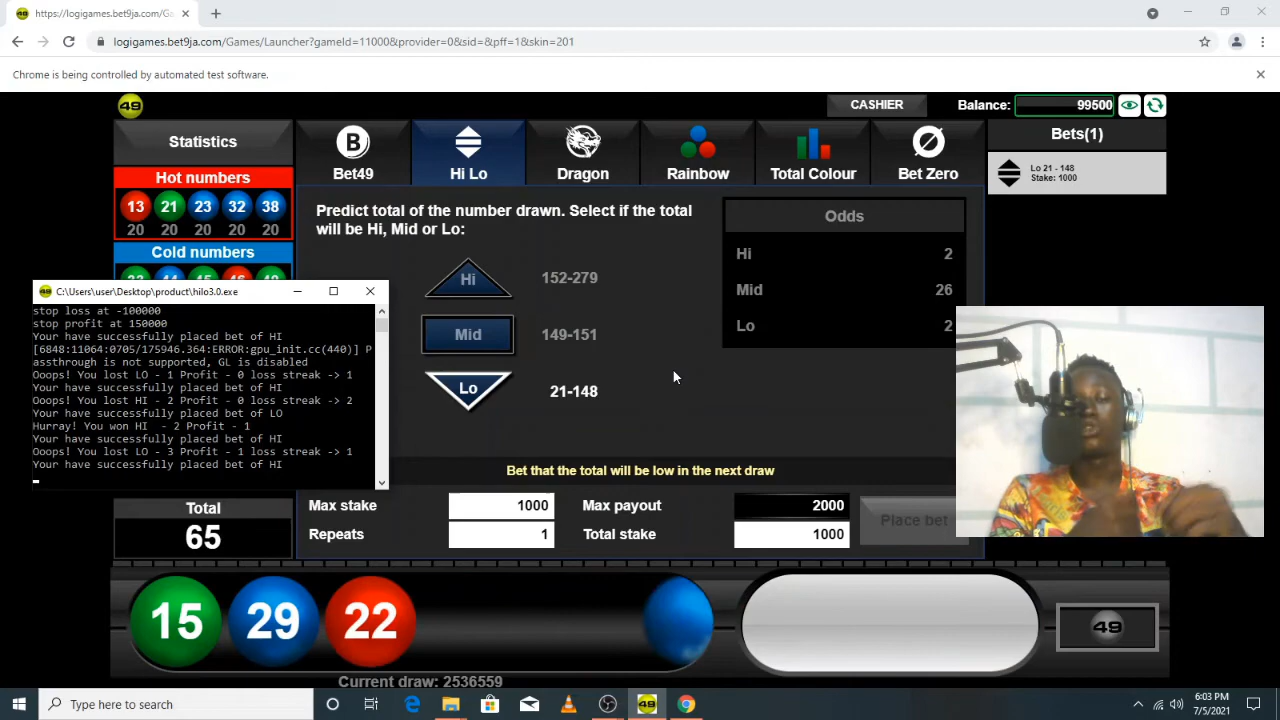 https://logigames.bet9ja.com/Ga
logigames.bet9ja.com/Games/Launcher?gameId=11000&provider=0&sid=&pff=1&skin=201
Chrome is being controlled by automated test software.
49
CASHIER
Balance:
99500
Statistics
Bet49
Hi Lo
Dragon
Rainbow
Total Colour
Bet Zero
Bets(1)
Lo 21 - 148
Stake: 1000
Hot numbers
13 21 23 32 38
20 20 20 20 20
Cold numbers
Predict total of the number drawn. Select if the total
will be Hi, Mid or Lo:
Hi
152-279
Mid
149-151
Lo
21-148
Odds
Hi 2
Mid 26
Lo 2
C:\Users\user\Desktop\product\hilo3.0.exe
stop loss at -100000
stop profit at 150000
Your have successfully placed bet of HI
[6848:11064:0705/175946.364:ERROR:gpu_init.cc(440)] P
assthrough is not supported, GL is disabled
Ooops! You lost LO - 1 Profit - 0 loss streak -> 1
Your have successfully placed bet of HI
Ooops! You lost HI - 2 Profit - 0 loss streak -> 2
Your have successfully placed bet of LO
Hurray! You won HI  - 2 Profit - 1
Your have successfully placed bet of HI
Ooops! You lost LO - 3 Profit - 1 loss streak -> 1
Your have successfully placed bet of HI
Bet that the total will be low in the next draw
Total
65
Max stake
1000
Max payout
2000
Repeats
1
Total stake
1000
Place bet
15 29 22
49
Current draw: 2536559
Type here to search
49
6:03 PM
7/5/2021